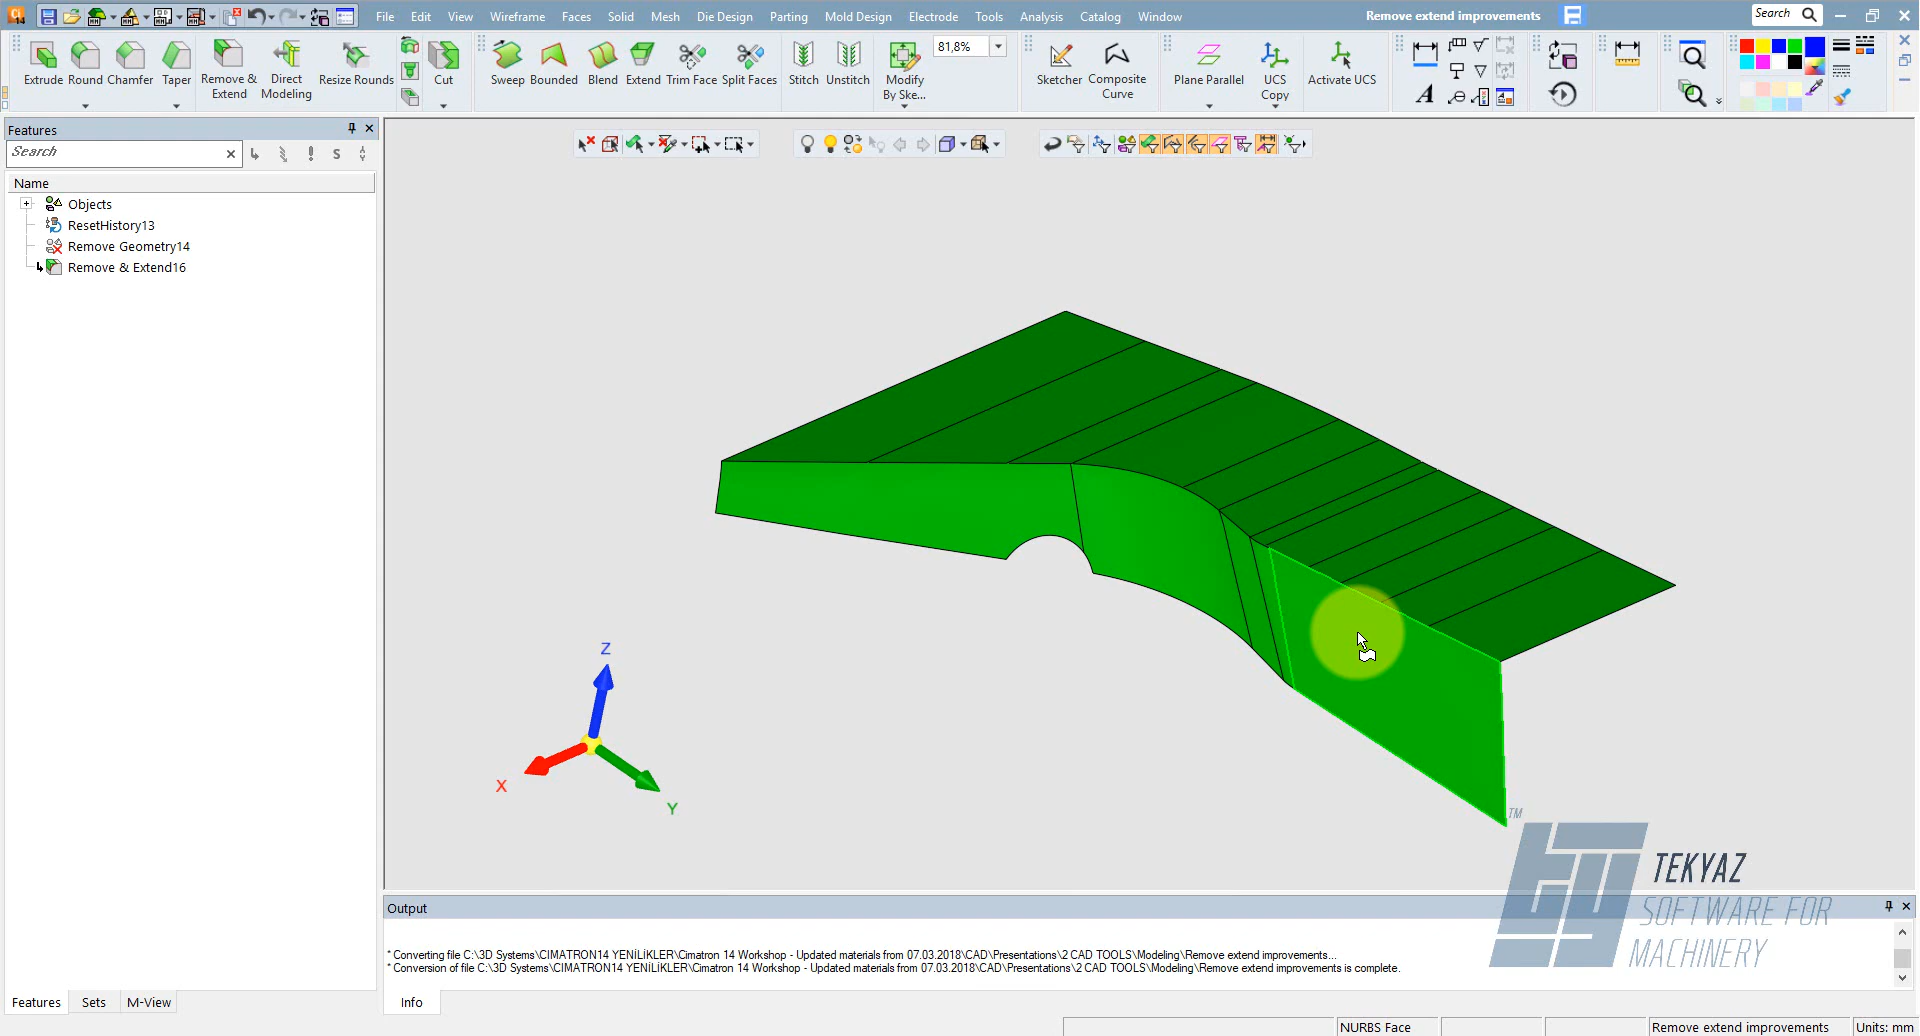 Ci 14
File Edit View Wireframe Faces Solid Mesh Die Design Parting Mold Design Electrode Tools Analysis Catalog Window
Remove extend improvements
Search
Extrude Round Chamfer Taper Remove & Extend Direct Modeling Resize Rounds Cut
Sweep Bounded Blend Extend Trim Face Split Faces Stitch Unstitch Modify By Ske...
81,8%
Sketcher Composite Curve Plane Parallel UCS Copy Activate UCS
A
Features
Search
S
Name
Objects
ResetHistory13
Remove Geometry14
Remove & Extend16
Z
X
Y
TM
TEKYAZ
SOFTWARE FOR
MACHINERY
Output
* Converting file C:\3D Systems\CIMATRON14 YENİLİKLER\Cimatron 14 Workshop - Updated materials from 07.03.2018\CAD\Presentations\2 CAD TOOLS\Modeling\Remove extend improvements...
* Conversion of file C:\3D Systems\CIMATRON14 YENİLİKLER\Cimatron 14 Workshop - Updated materials from 07.03.2018\CAD\Presentations\2 CAD TOOLS\Modeling\Remove extend improvements is complete.
Features Sets M-View
Info
NURBS Face
Remove extend improvements
Units: mm